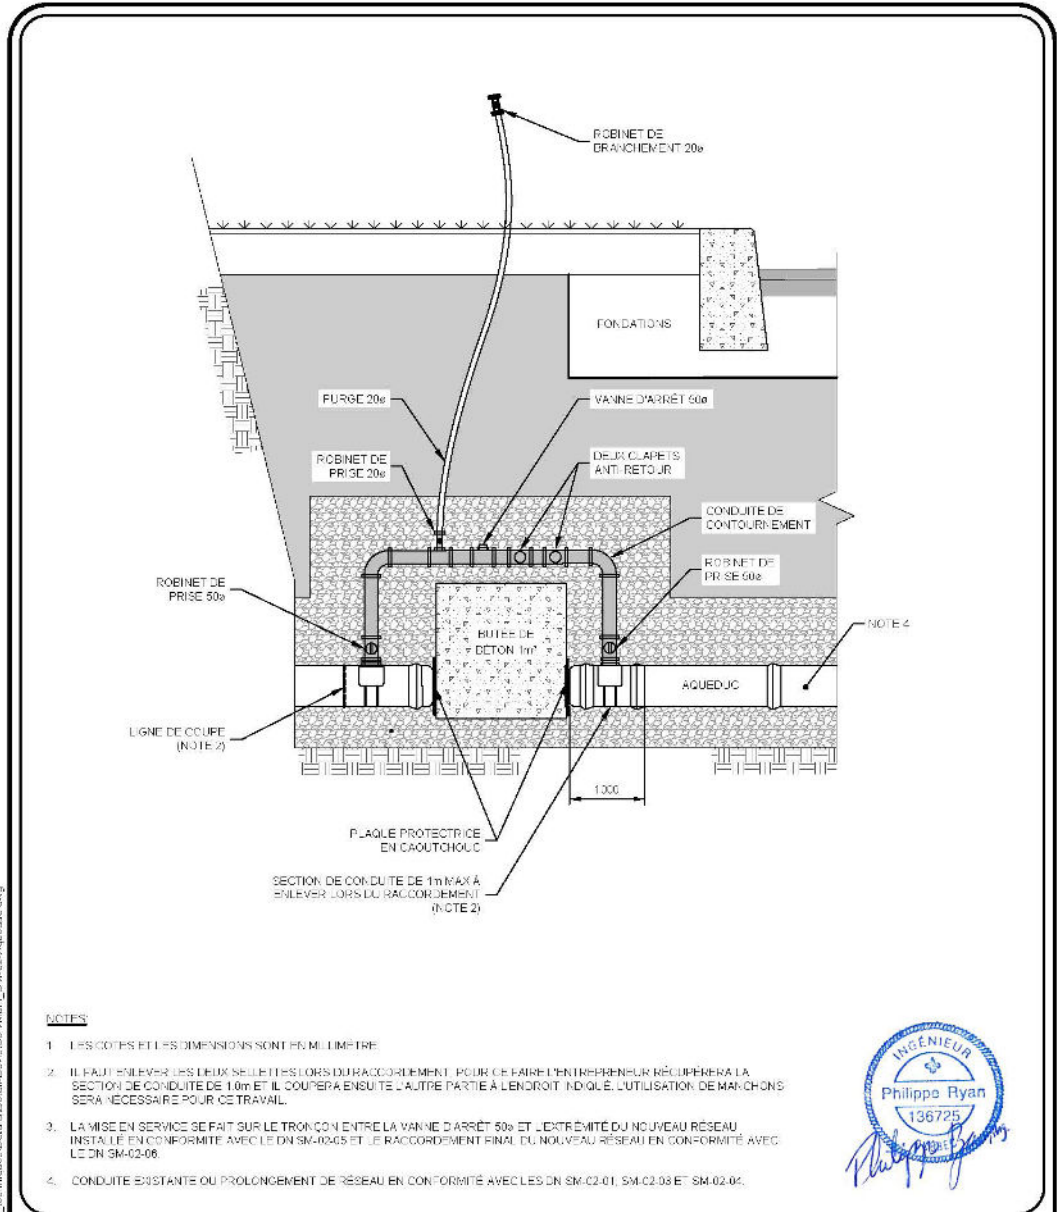 ROBINET DE
BRANCHEMENT 20ø
FONDATIONS
PURGE 20ø
VANNE D'ARRÊT 50ø
ROBINET DE
PRISE 20ø
DEUX CLAPETS
ANTI-RETOUR
CONDUITE DE
CONTOURNEMENT
ROBINET DE
PRISE 50ø
ROBINET DE
PRISE 50ø
BUTÉE DE
BÉTON 1m³
NOTE 4
AQUEDUC
LIGNE DE COUPE
(NOTE 2)
1 000
PLAQUE PROTECTRICE
EN CAOUTCHOUC
SECTION DE CONDUITE DE 1m MAX À
ENLEVER LORS DU RACCORDEMENT
(NOTE 2)
NOTES:
1. LES COTES ET LES DIMENSIONS SONT EN MILLIMÈTRE
2. IL FAUT ENLEVER LES DEUX SELLETTES LORS DU RACCORDEMENT, POUR CE FAIRE L'ENTREPRENEUR RÉCUPÉRERA LA
SECTION DE CONDUITE DE 1.0m ET IL COUPERA ENSUITE L'AUTRE PARTIE À L'ENDROIT INDIQUÉ. L'UTILISATION DE MANCHONS
SERA NÉCESSAIRE POUR CE TRAVAIL.
3. LA MISE EN SERVICE SE FAIT SUR LE TRONÇON ENTRE LA VANNE D'ARRÊT 50ø ET L'EXTRÉMITÉ DU NOUVEAU RÉSEAU
INSTALLÉ EN CONFORMITÉ AVEC LE DN SM-02-05 ET LE RACCORDEMENT FINAL DU NOUVEAU RÉSEAU EN CONFORMITÉ AVEC
LE DN SM-02-06.
4. CONDUITE EXISTANTE OU PROLONGEMENT DE RÉSEAU EN CONFORMITÉ AVEC LES DN SM-02-01, SM-02-03 ET SM-02-04.
INGÉNIEUR
Philippe Ryan
136725
QUÉBEC
Philippe Ryan, ing.